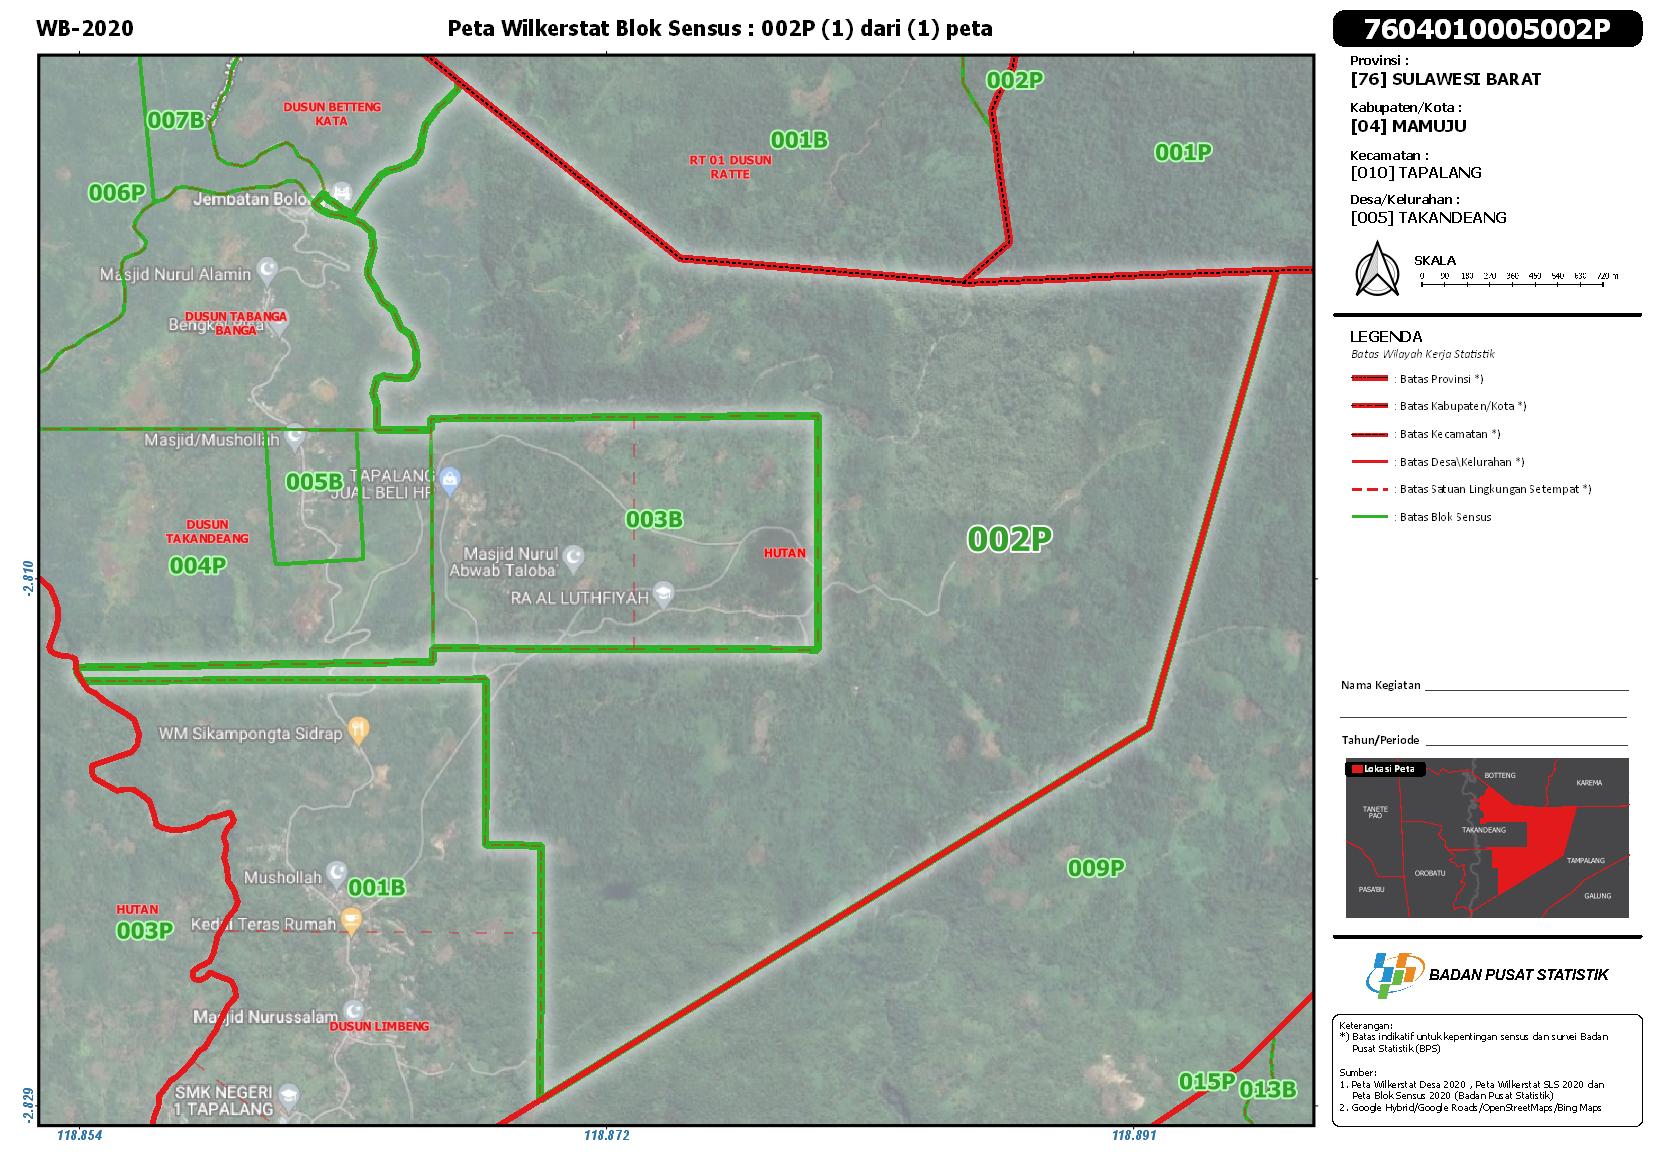 WB-2020
Peta Wilkerstat Blok Sensus : 002P (1) dari (1) peta
7604010005002P
Provinsi :
[76] SULAWESI BARAT
Kabupaten/Kota :
[04] MAMUJU
Kecamatan :
[010] TAPALANG
Desa/Kelurahan :
[005] TAKANDEANG
SKALA
0 90 180 270 360 450 540 630 720 m
LEGENDA
Batas Wilayah Kerja Statistik
: Batas Provinsi *)
: Batas Kabupaten/Kota *)
: Batas Kecamatan *)
: Batas Desa\Kelurahan *)
: Batas Satuan Lingkungan Setempat *)
: Batas Blok Sensus
Nama Kegiatan
Tahun/Periode
Lokasi Peta
BOTTENG
KAREMA
TANETE
PAO
TAKANDEANG
TAMPALANG
OROBATU
PASA'BU
GALUNG
BADAN PUSAT STATISTIK
Keterangan:
*) Batas indikatif untuk kepentingan sensus dan survei Badan
Pusat Statistik (BPS)
Sumber:
1. Peta Wilkerstat Desa 2020 , Peta Wilkerstat SLS 2020 dan
Peta Blok Sensus 2020 (Badan Pusat Statistik)
2. Google Hybrid/Google Roads/OpenStreetMaps/Bing Maps
002P
DUSUN BETTENG
KATA
007B
001B
RT 01 DUSUN
RATTE
001P
006P
Jembatan Bolo
Masjid Nurul Alamin
DUSUN TABANGA
BANGA
Bengkel
Masjid/Mushollah
005B
TAPALANG
JUAL BELI HP
003B
DUSUN
TAKANDEANG
004P
Masjid Nurul
Abwab Taloba'
HUTAN
002P
RA AL LUTHFIYAH
WM Sikampongta Sidrap
Mushollah
001B
009P
HUTAN
003P
Kedai Teras Rumah
Masjid Nurussalam
DUSUN LIMBENG
SMK NEGERI
1 TAPALANG
015P
013B
-2.810
-2.829
118.854
118.872
118.891